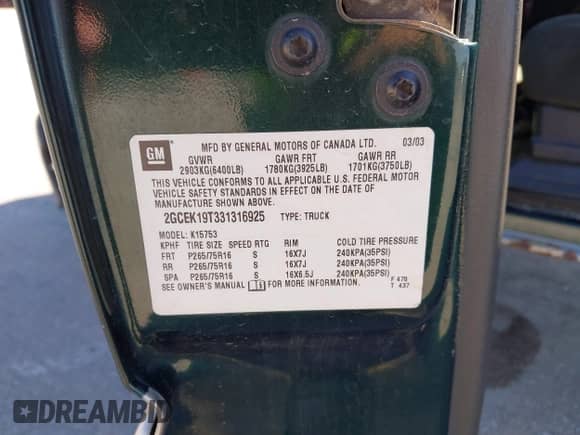 GM
MFD BY GENERAL MOTORS OF CANADA LTD. 03/03
GVWR GAWR FRT GAWR RR
2903KG(6400LB) 1780KG(3925LB) 1701KG(3750LB)
THIS VEHICLE CONFORMS TO ALL APPLICABLE U.S. FEDERAL MOTOR
VEHICLE SAFETY STANDARDS IN EFFECT ON THE DATE OF
MANUFACTURE SHOWN ABOVE.
2GCEK19T331316925 TYPE: TRUCK
MODEL: K15753
KPHF TIRE SIZE SPEED RTG RIM COLD TIRE PRESSURE
FRT P265/75R16 S 16X7J 240KPA(35PSI)
RR P265/75R16 S 16X7J 240KPA(35PSI)
SPA P265/75R16 S 16X6.5J 240KPA(35PSI)
SEE OWNER'S MANUAL FOR MORE INFORMATION.
F 470
T 437
DREAMBID